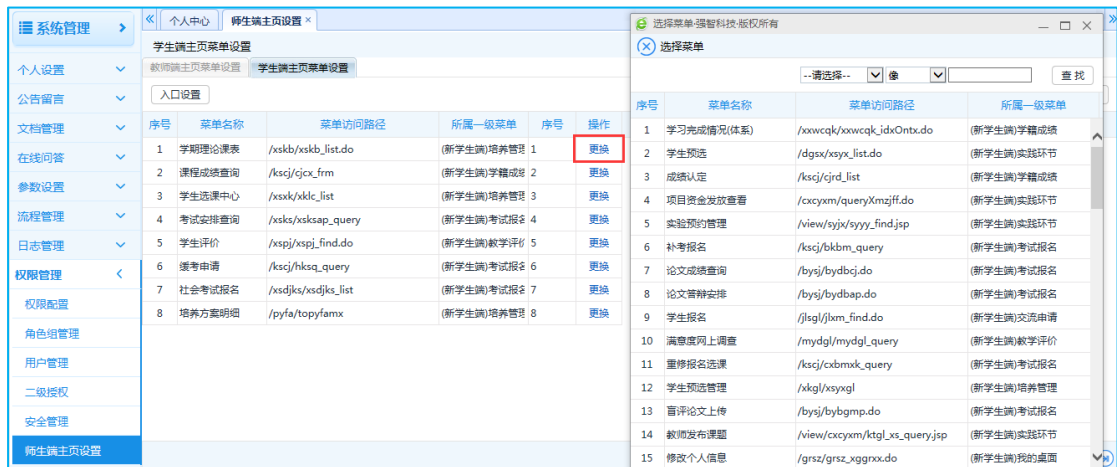 系统管理
个人设置
公告留言
文档管理
在线问答
参数设置
流程管理
日志管理
权限管理
权限配置
角色组管理
用户管理
二级授权
安全管理
师生端主页设置
个人中心 师生端主页设置 ×
学生端主页菜单设置
教师端主页菜单设置 学生端主页菜单设置
入口设置
序号 菜单名称 菜单访问路径 所属一级菜单 序号 操作
1 学期理论课表 /xskb/xskb_list.do (新学生端)培养管理 1 更换
2 课程成绩查询 /kscj/cjcx_frm (新学生端)学籍成绩 2 更换
3 学生选课中心 /xsxk/xklc_list (新学生端)培养管理 3 更换
4 考试安排查询 /xsks/xsksap_query (新学生端)考试报名 4 更换
5 学生评价 /xspj/xspj_find.do (新学生端)教学评价 5 更换
6 缓考申请 /kscj/hksq_query (新学生端)考试报名 6 更换
7 社会考试报名 /xsdjks/xsdjks_list (新学生端)考试报名 7 更换
8 培养方案明细 /pyfa/topyfamx (新学生端)培养管理 8 更换
选择菜单-强智科技-版权所有
选择菜单
--请选择-- 像 查 找
序号 菜单名称 菜单访问路径 所属一级菜单
1 学习完成情况(体系) /xxwcqk/xxwcqk_idxOntx.do (新学生端)学籍成绩
2 学生预选 /dgsx/xsyx_list.do (新学生端)实践环节
3 成绩认定 /kscj/cjrd_list (新学生端)学籍成绩
4 项目资金发放查看 /cxcyxm/queryXmzjff.do (新学生端)实践环节
5 实验预约管理 /view/syjx/syyy_find.jsp (新学生端)实践环节
6 补考报名 /kscj/bkbm_query (新学生端)考试报名
7 论文成绩查询 /bysj/bydbcj.do (新学生端)考试报名
8 论文答辩安排 /bysj/bydbap.do (新学生端)考试报名
9 学生报名 /jlsgl/jlxm_find.do (新学生端)交流申请
10 满意度网上调查 /mydgl/mydgl_query (新学生端)教学评价
11 重修报名选课 /kscj/cxbmxk_query (新学生端)考试报名
12 学生预选管理 /xkgl/xsyxgl (新学生端)培养管理
13 盲评论文上传 /bysj/bybgmp.do (新学生端)考试报名
14 教师发布课题 /view/cxcyxm/ktgl_xs_query.jsp (新学生端)实践环节
15 修改个人信息 /grsz/grsz_xggrxx.do (新学生端)我的桌面